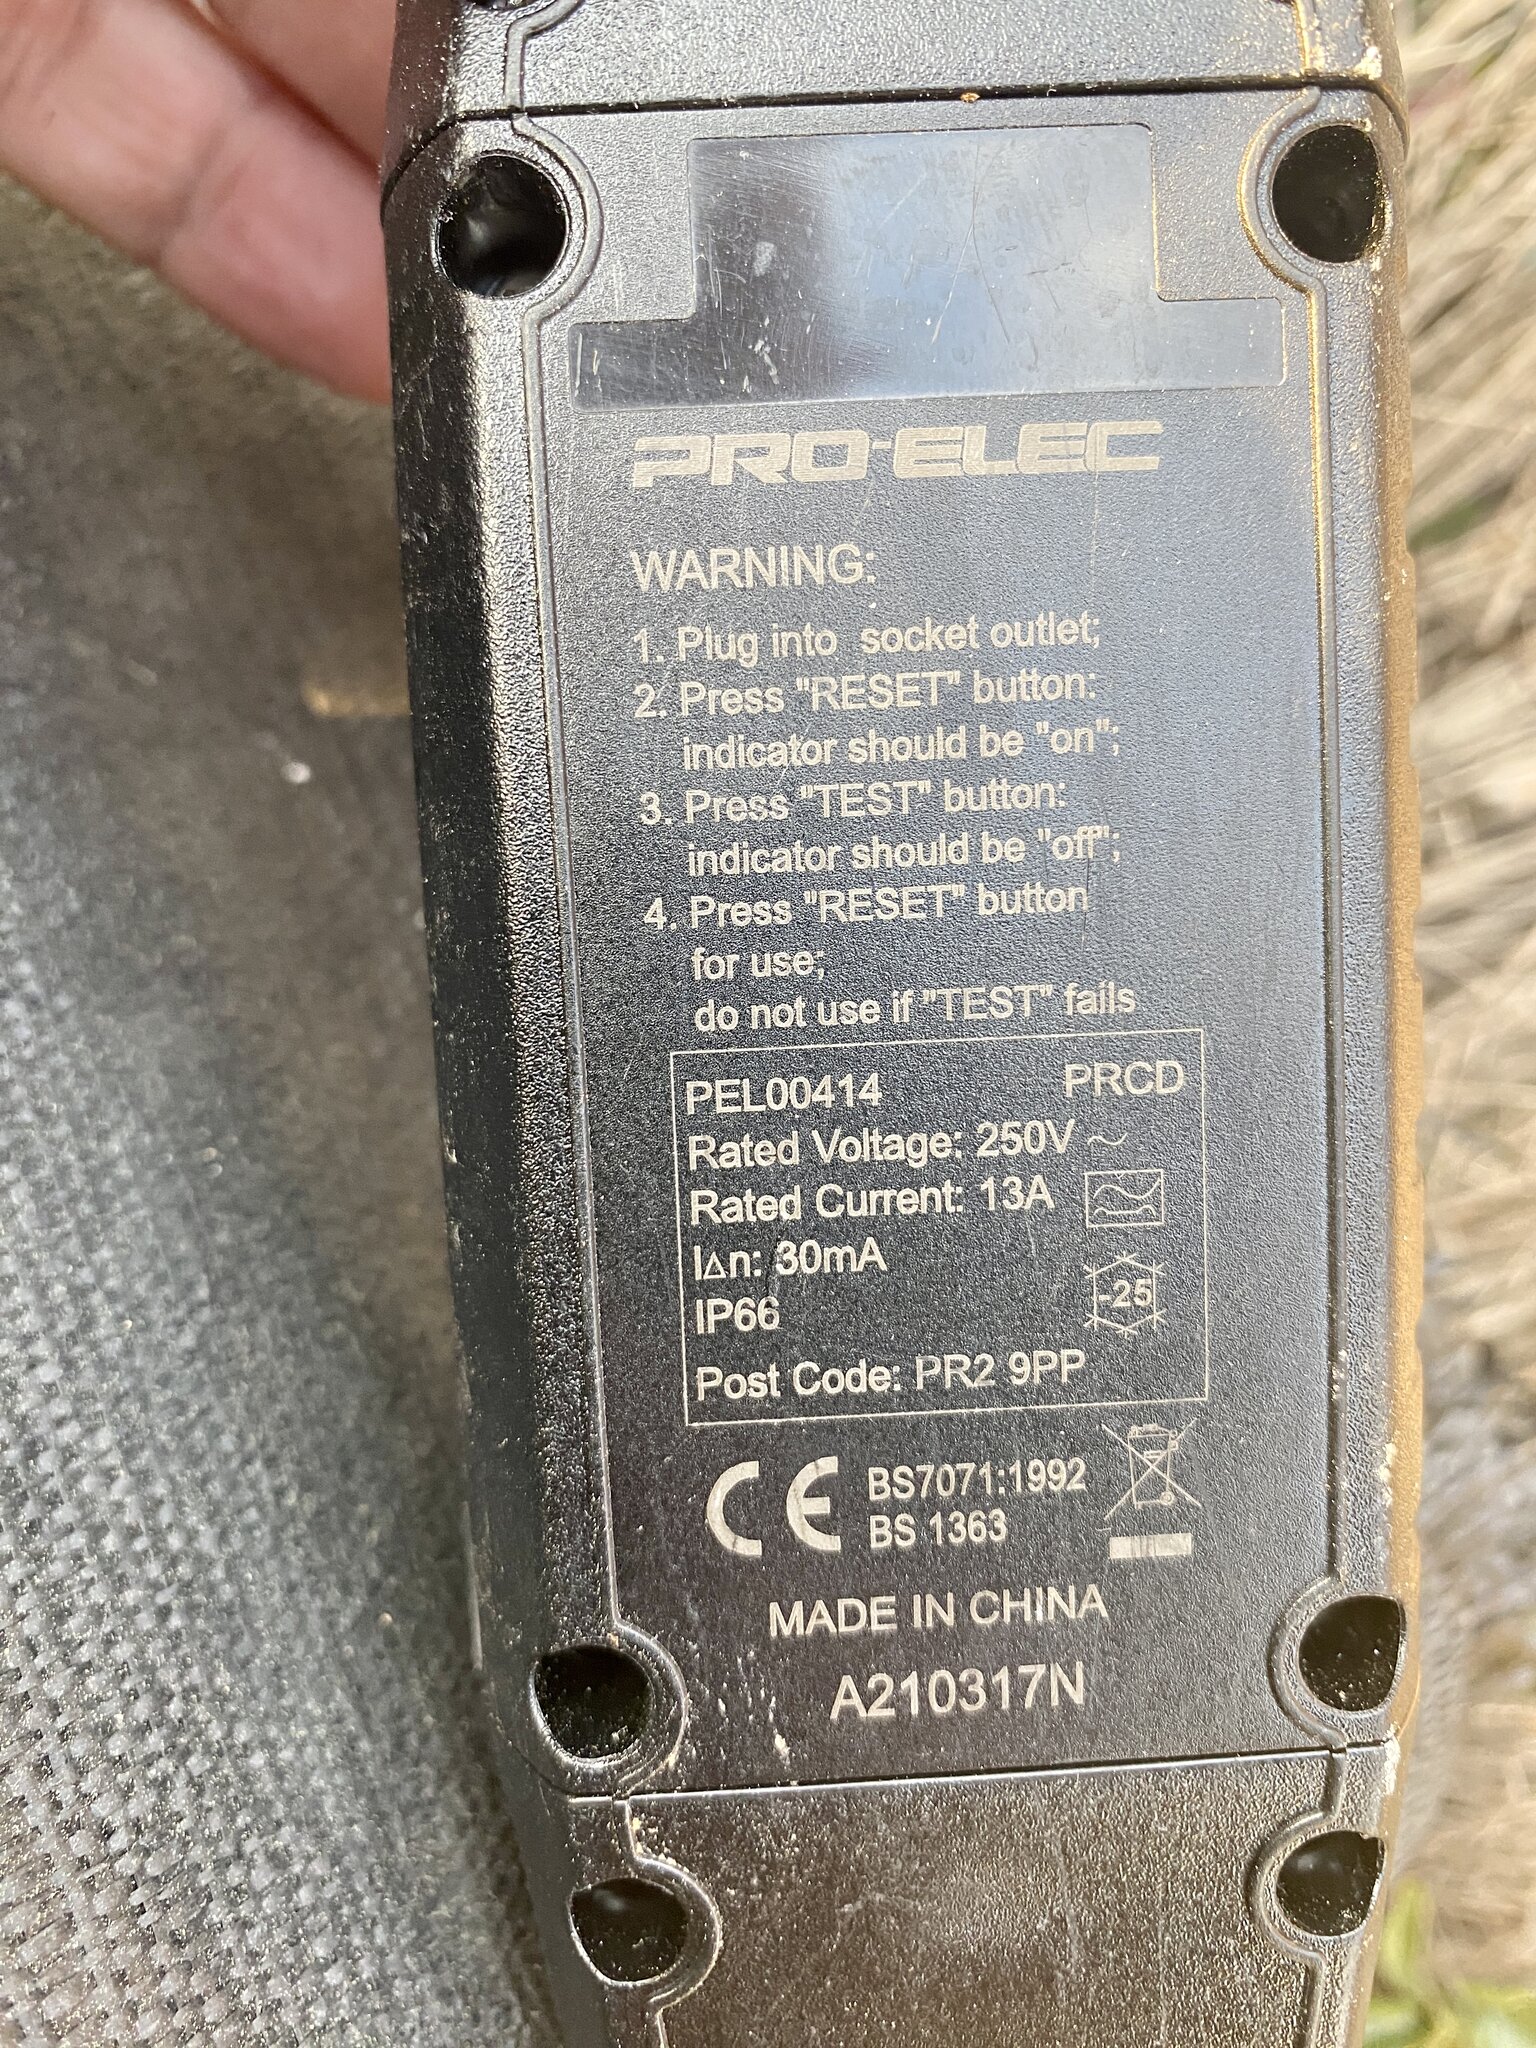 PRO-ELEC
WARNING:
1. Plug into socket outlet;
2. Press "RESET" button:
indicator should be "on";
3. Press "TEST" button:
indicator should be "off";
4. Press "RESET" button
for use;
do not use if "TEST" fails
PEL00414 PRCD
Rated Voltage: 250V ~
Rated Current: 13A
I∆n: 30mA
IP66 -25
Post Code: PR2 9PP
CE BS7071:1992
BS 1363
MADE IN CHINA
A210317N